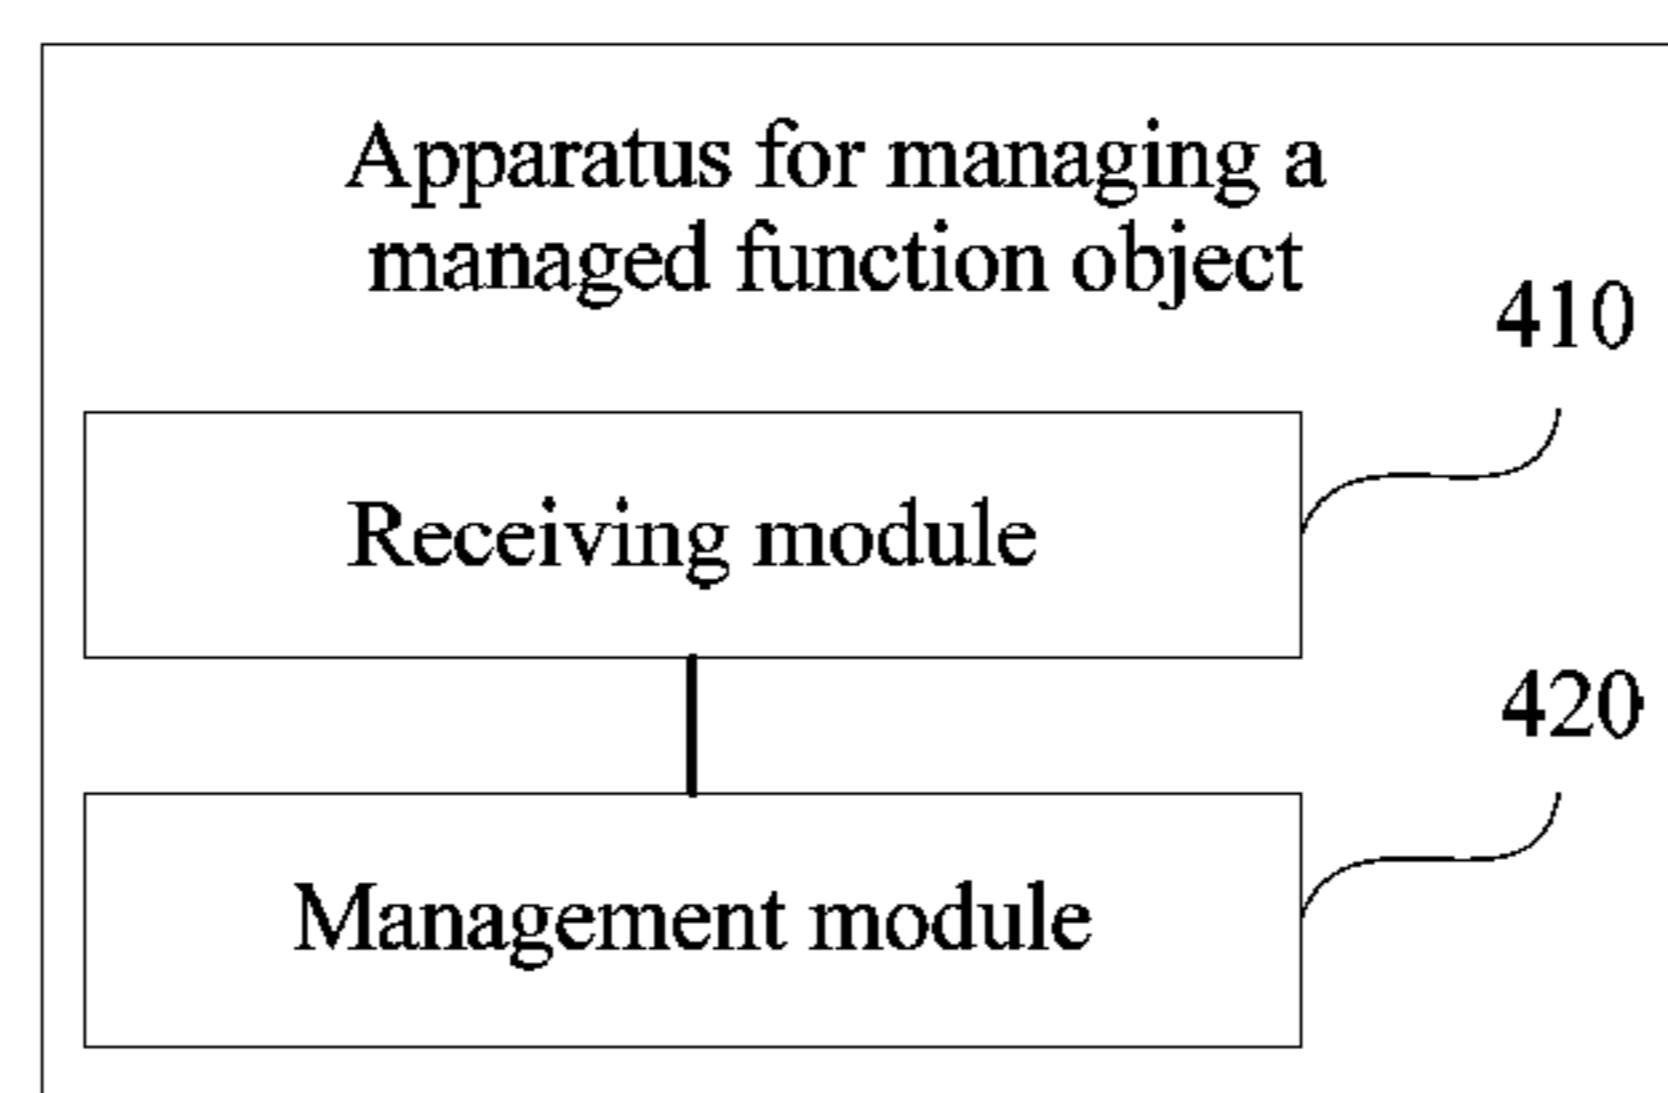 Apparatus for managing a
managed function object
410
Receiving module
420
Management module